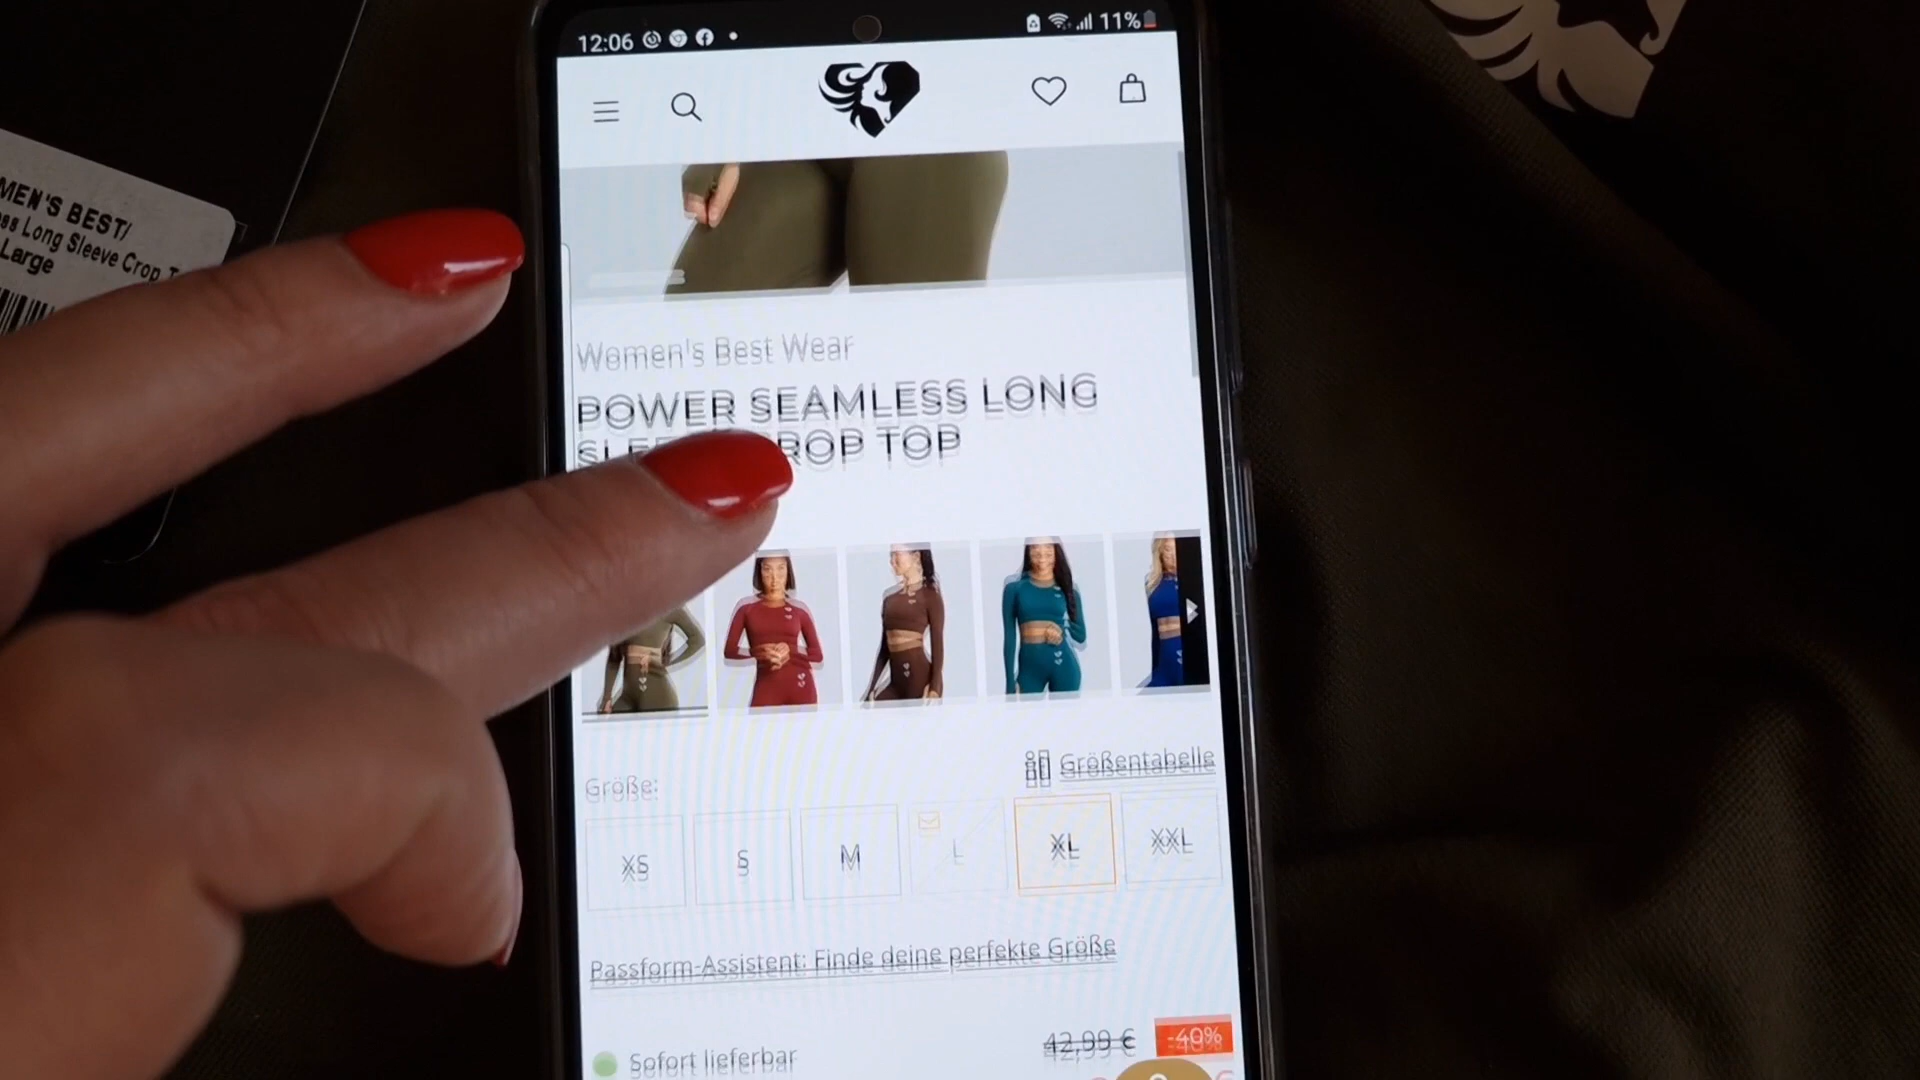 12:06
11%
MEN'S BEST/
Long Sleeve Crop
Large
Women's Best Wear
POWER SEAMLESS LONG
TOP
Größe:
Größentabelle
XS
S
M
L
XL
XXL
Passform-Assistent: Finde deine perfekte Größe
Sofort lieferbar
42,99 €
-40%